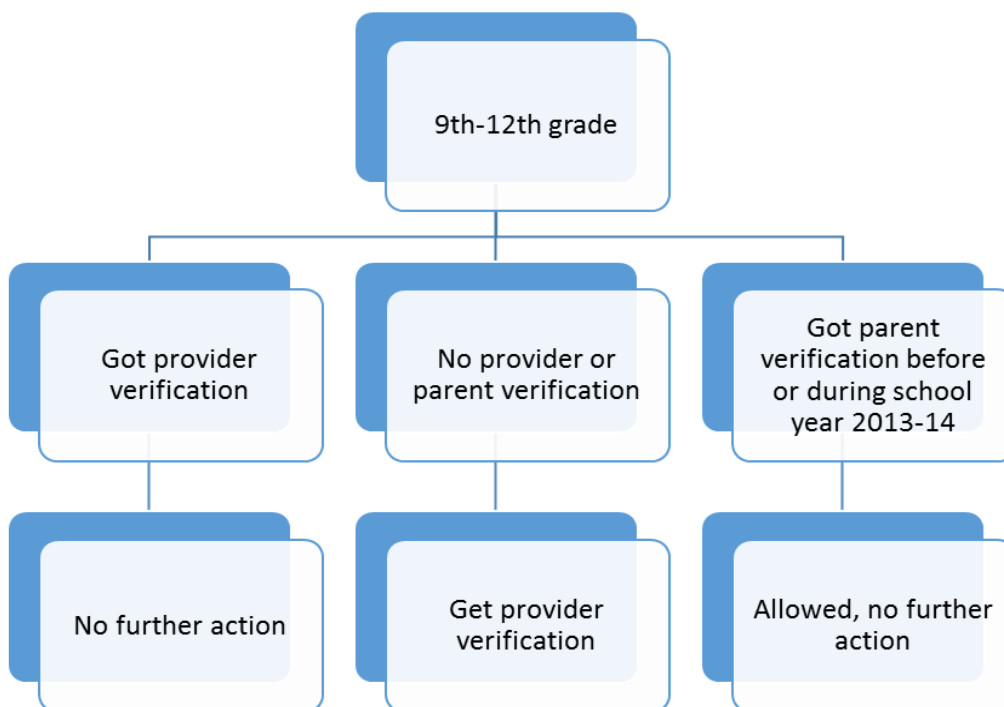 9th-12th grade
Got provider
verification
No provider or
parent verification
Got parent
verification before
or during school
year 2013-14
No further action
Get provider
verification
Allowed, no further
action